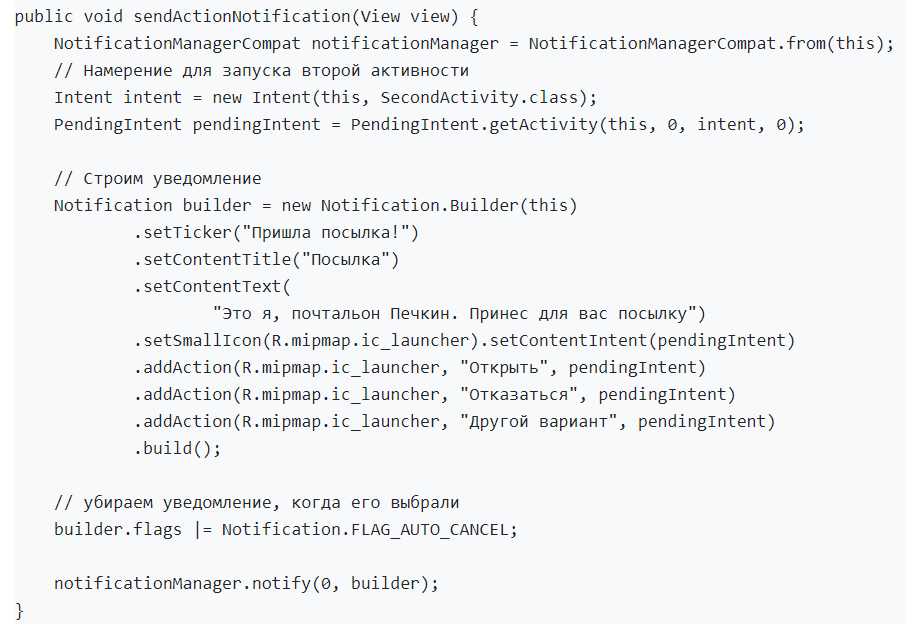 public void sendActionNotification(View view) {
    NotificationManagerCompat notificationManager = NotificationManagerCompat.from(this);
    // Намерение для запуска второй активности
    Intent intent = new Intent(this, SecondActivity.class);
    PendingIntent pendingIntent = PendingIntent.getActivity(this, 0, intent, 0);

    // Строим уведомление
    Notification builder = new Notification.Builder(this)
            .setTicker("Пришла посылка!")
            .setContentTitle("Посылка")
            .setContentText(
                    "Это я, почтальон Печкин. Принес для вас посылку")
            .setSmallIcon(R.mipmap.ic_launcher).setContentIntent(pendingIntent)
            .addAction(R.mipmap.ic_launcher, "Открыть", pendingIntent)
            .addAction(R.mipmap.ic_launcher, "Отказаться", pendingIntent)
            .addAction(R.mipmap.ic_launcher, "Другой вариант", pendingIntent)
            .build();

    // убираем уведомление, когда его выбрали
    builder.flags |= Notification.FLAG_AUTO_CANCEL;

    notificationManager.notify(0, builder);
}